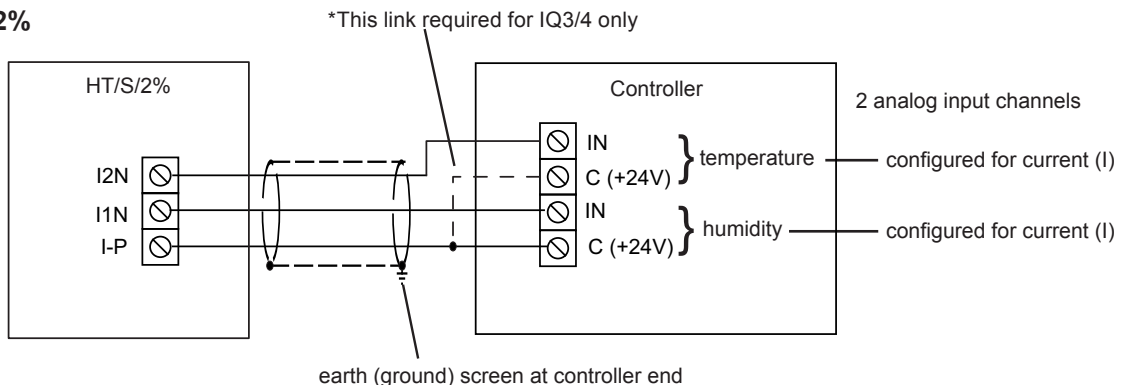 2%
*This link required for IQ3/4 only
HT/S/2%
Controller
2 analog input channels
I2N
I1N
I-P
IN
C (+24V)
IN
C (+24V)
temperature
humidity
configured for current (I)
configured for current (I)
earth (ground) screen at controller end